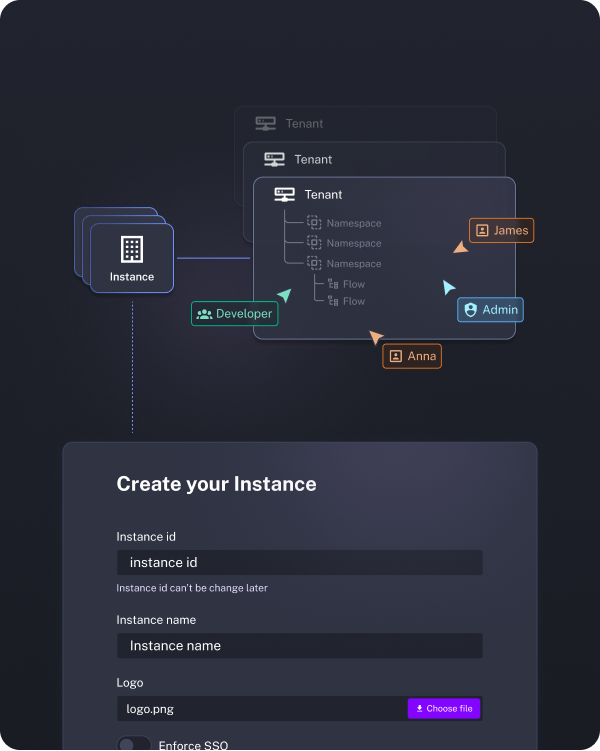 Tenant
Tenant
Tenant
Namespace
Namespace
Namespace
Flow
Flow
James
Instance
Developer
Admin
Anna
Create your Instance
Instance id
instance id
Instance id can't be change later
Instance name
Instance name
Logo
logo.png
Choose file
Enforce SSO